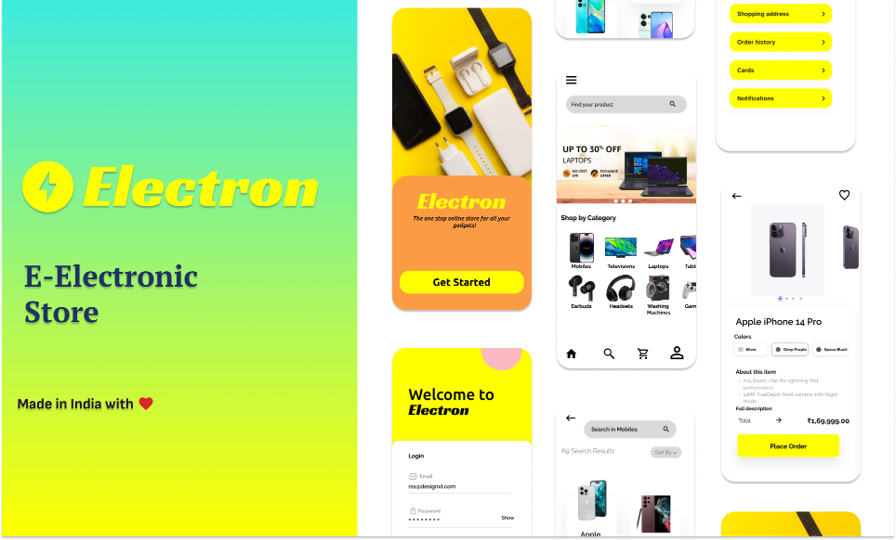 Electron
E-Electronic
Store
Made in India with
Electron
The one stop online store for all your
gadgets!
Get Started
Welcome to
Electron
Login
Email
rss@designxt.com
Password
Show
Find your product
UP TO 30% OFF
LAPTOPS
NO COST
EMI
EXCHANGE
OFFER
Shop by Category
Mobiles
Televisions
Laptops
Tabl
Earbuds
Headsets
Washing
Machines
Gam
Search in Mobiles
69 Search Results
Sort By
Apple
Shopping address
Order history
Cards
Notifications
Apple iPhone 14 Pro
Colors
Silver
Deep Purple
Space Black
About this item
A15 Bionic chip for lightning fast
performance
12MP TrueDepth front camera with Night
mode
Full description
Total
₹1,69,999.00
Place Order